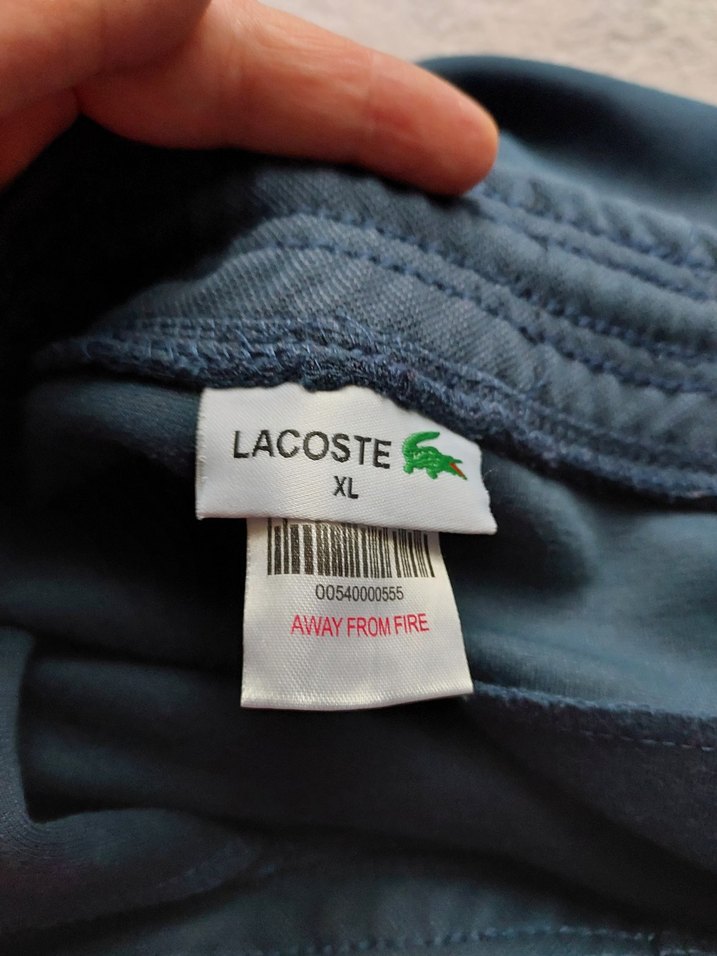 LACOSTE
XL
00540000555
AWAY FROM FIRE